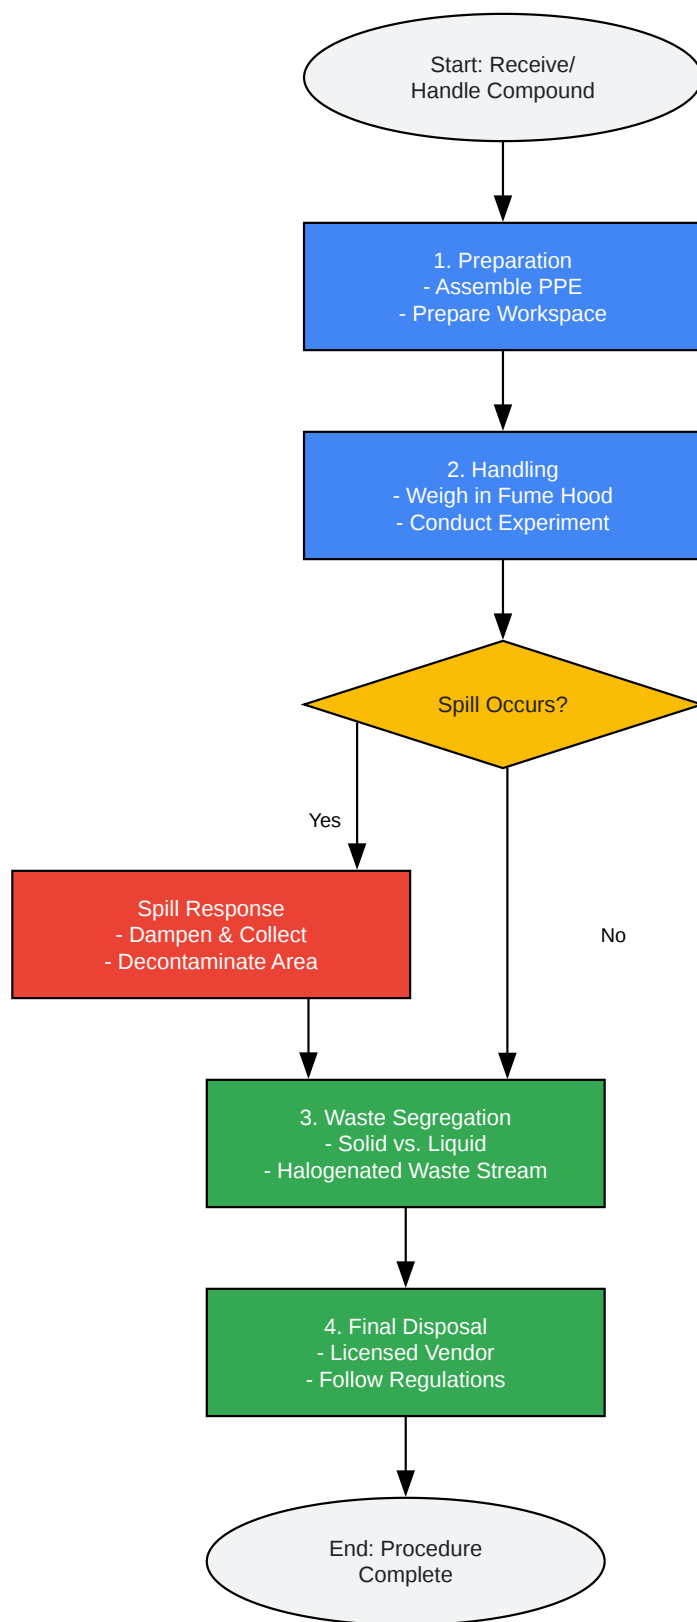 Start: Receive/
Handle Compound
1. Preparation
- Assemble PPE
- Prepare Workspace
2. Handling
- Weigh in Fume Hood
- Conduct Experiment
Spill Occurs?
Yes
Spill Response
- Dampen & Collect
- Decontaminate Area
No
3. Waste Segregation
- Solid vs. Liquid
- Halogenated Waste Stream
4. Final Disposal
- Licensed Vendor
- Follow Regulations
End: Procedure
Complete